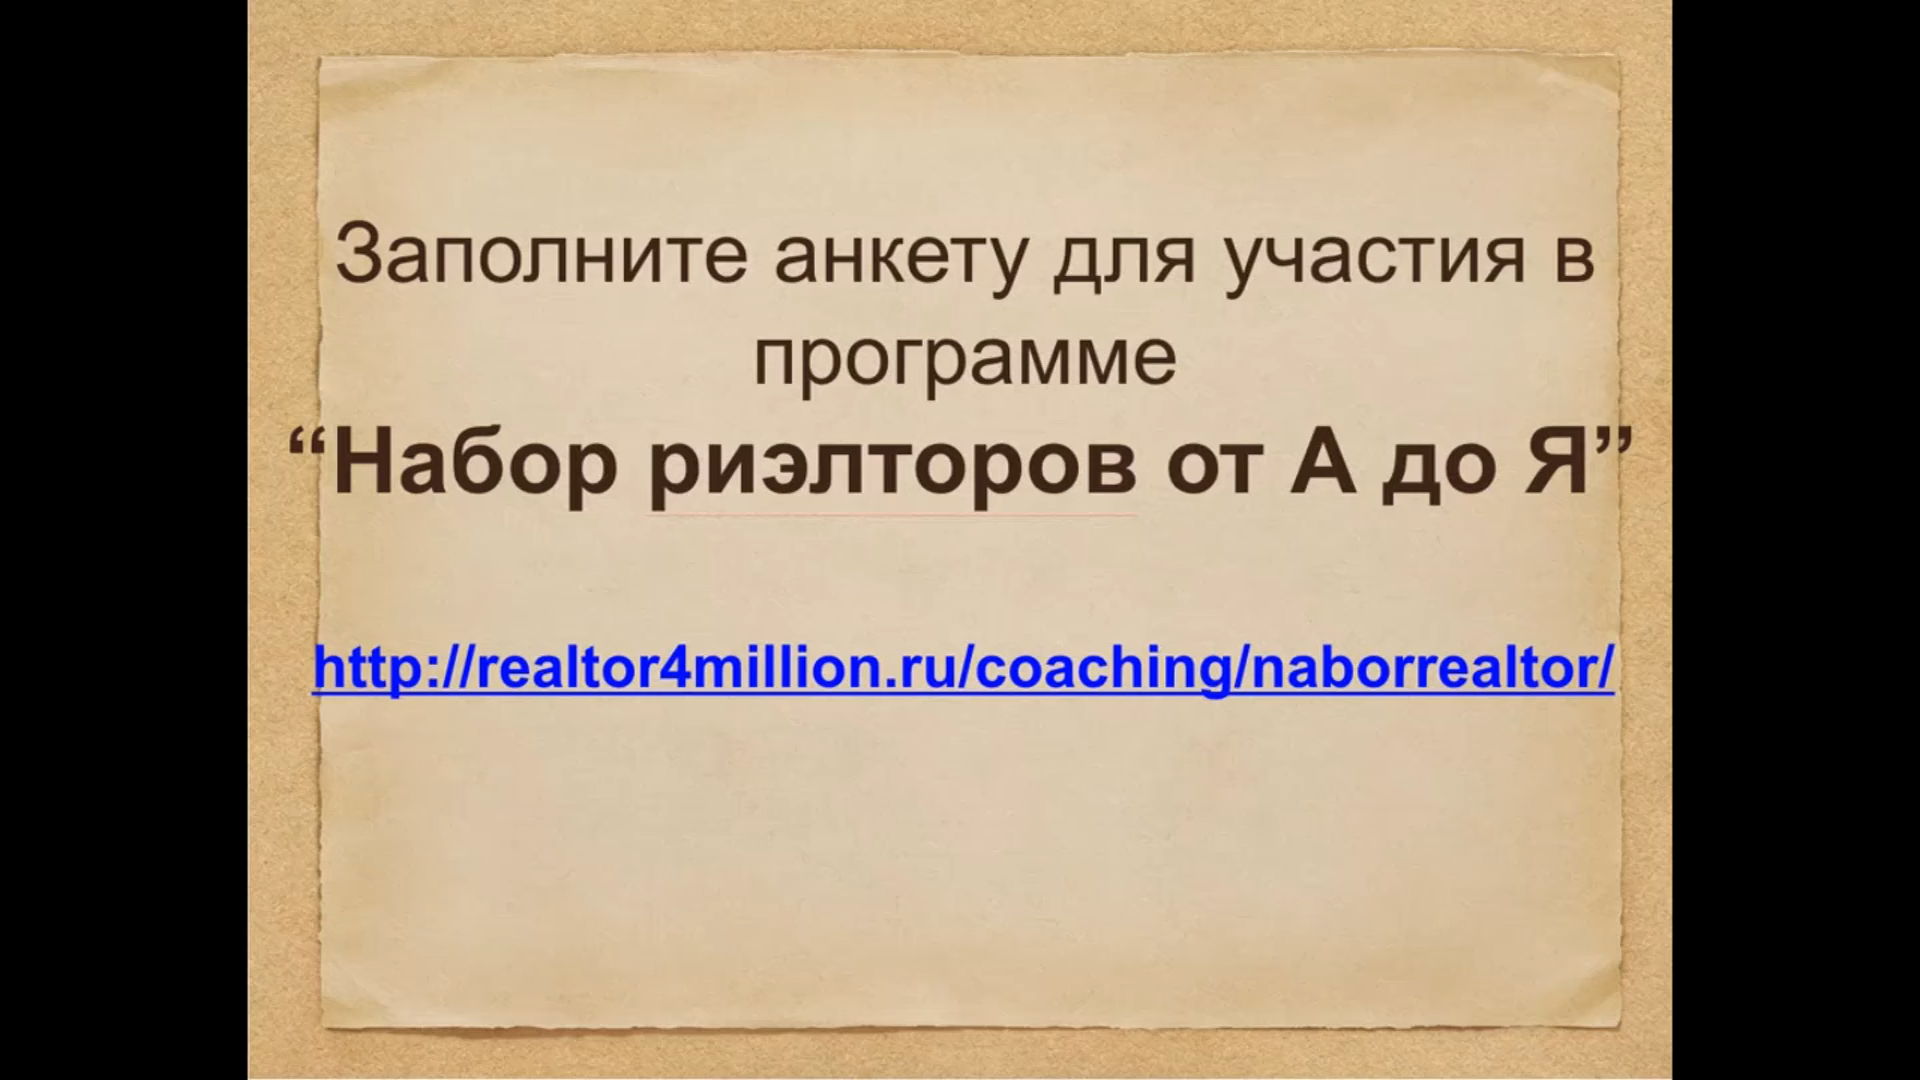 Заполните анкету для участия в
программе
“Набор риэлторов от А до Я”
http://realtor4million.ru/coaching/naborrealtor/